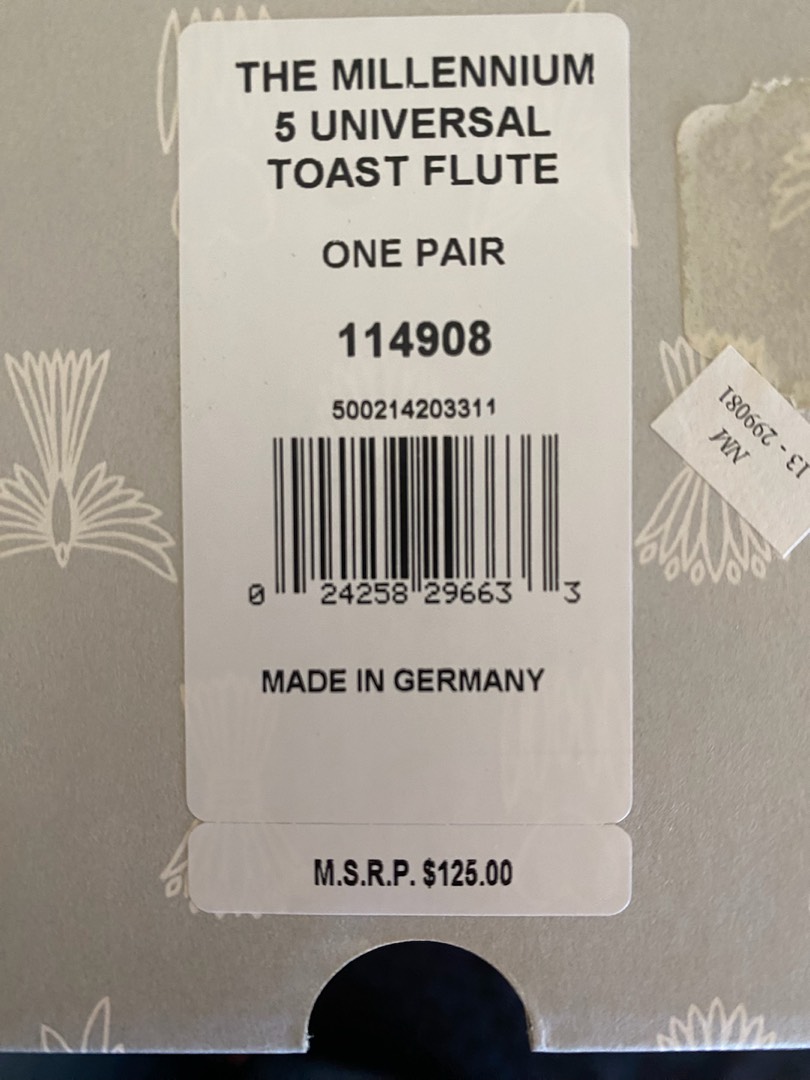 THE MILLENNIUM
5 UNIVERSAL
TOAST FLUTE
ONE PAIR
114908
500214203311
0 24258 29663 3
MADE IN GERMANY
M.S.R.P. $125.00
13 - 299081
NM